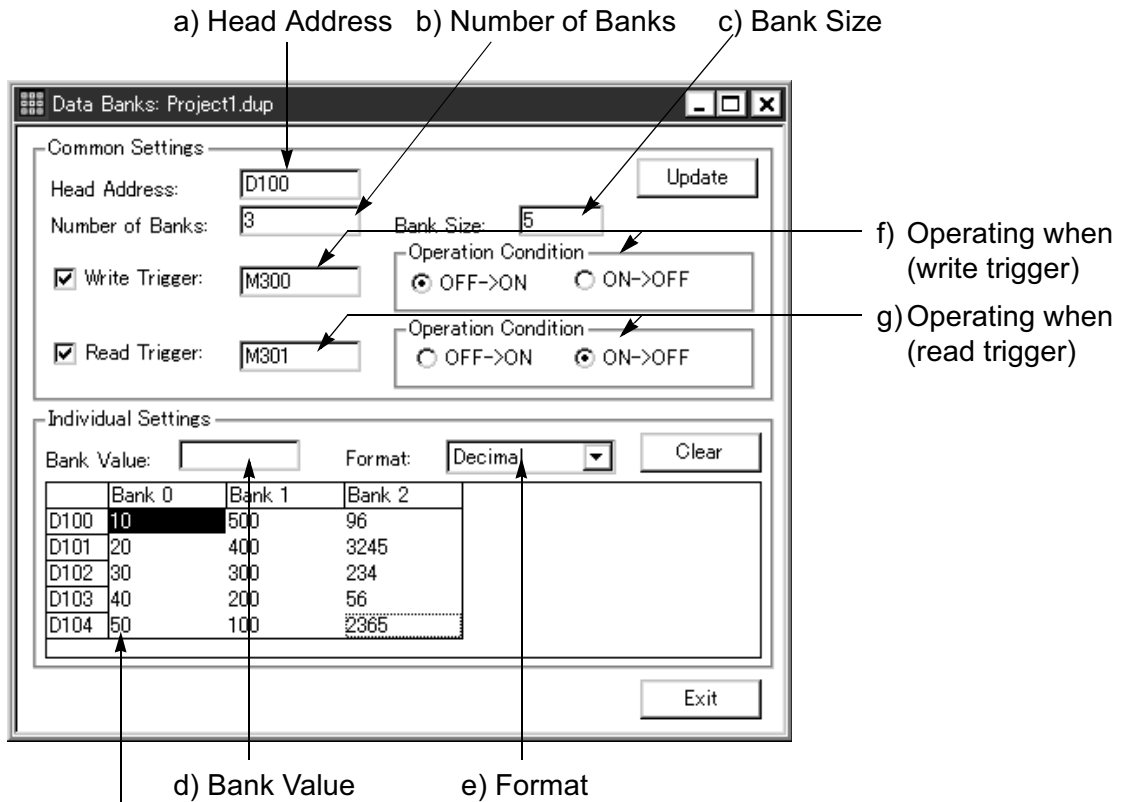 a) Head Address b) Number of Banks c) Bank Size
Data Banks: Project1.dup
Common Settings
Head Address: D100 Update
Number of Banks: 3 Bank Size: 5
Operation Condition
Write Trigger: M300 OFF->ON ON->OFF
f) Operating when
(write trigger)
Operation Condition
Read Trigger: M301 OFF->ON ON->OFF
g) Operating when
(read trigger)
Individual Settings
Bank Value: Format: Decimal Clear
Bank 0 Bank 1 Bank 2
D100 10 500 96
D101 20 400 3245
D102 30 300 234
D103 40 200 56
D104 50 100 2365
Exit
d) Bank Value e) Format